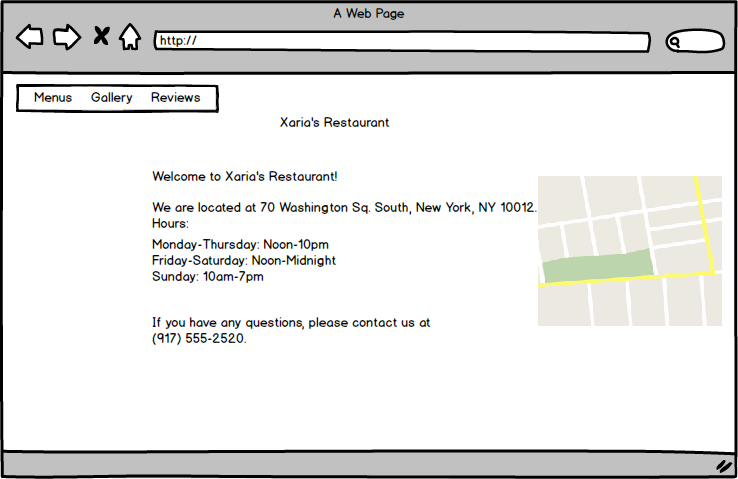 A Web Page
http://
Menus Gallery Reviews
Xaria's Restaurant
Welcome to Xaria's Restaurant!
We are located at 70 Washington Sq. South, New York, NY 10012.
Hours:
Monday-Thursday: Noon-10pm
Friday-Saturday: Noon-Midnight
Sunday: 10am-7pm
If you have any questions, please contact us at
(917) 555-2520.